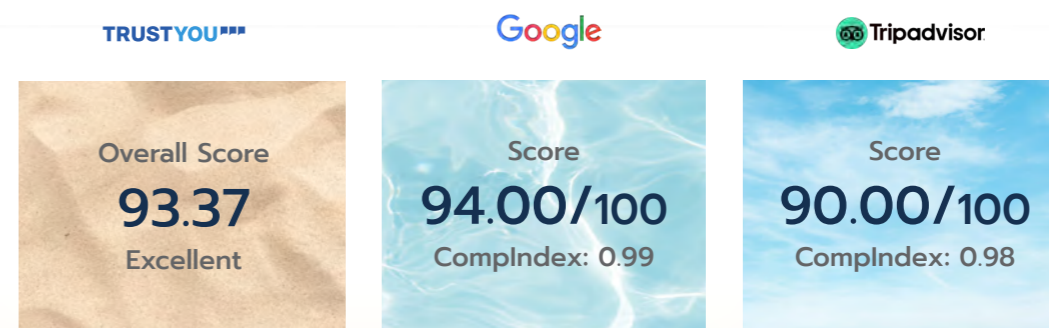 TRUSTYOU
Overall Score
93.37
Excellent
Google
Score
94.00/100
CompIndex: 0.99
Tripadvisor
Score
90.00/100
CompIndex: 0.98